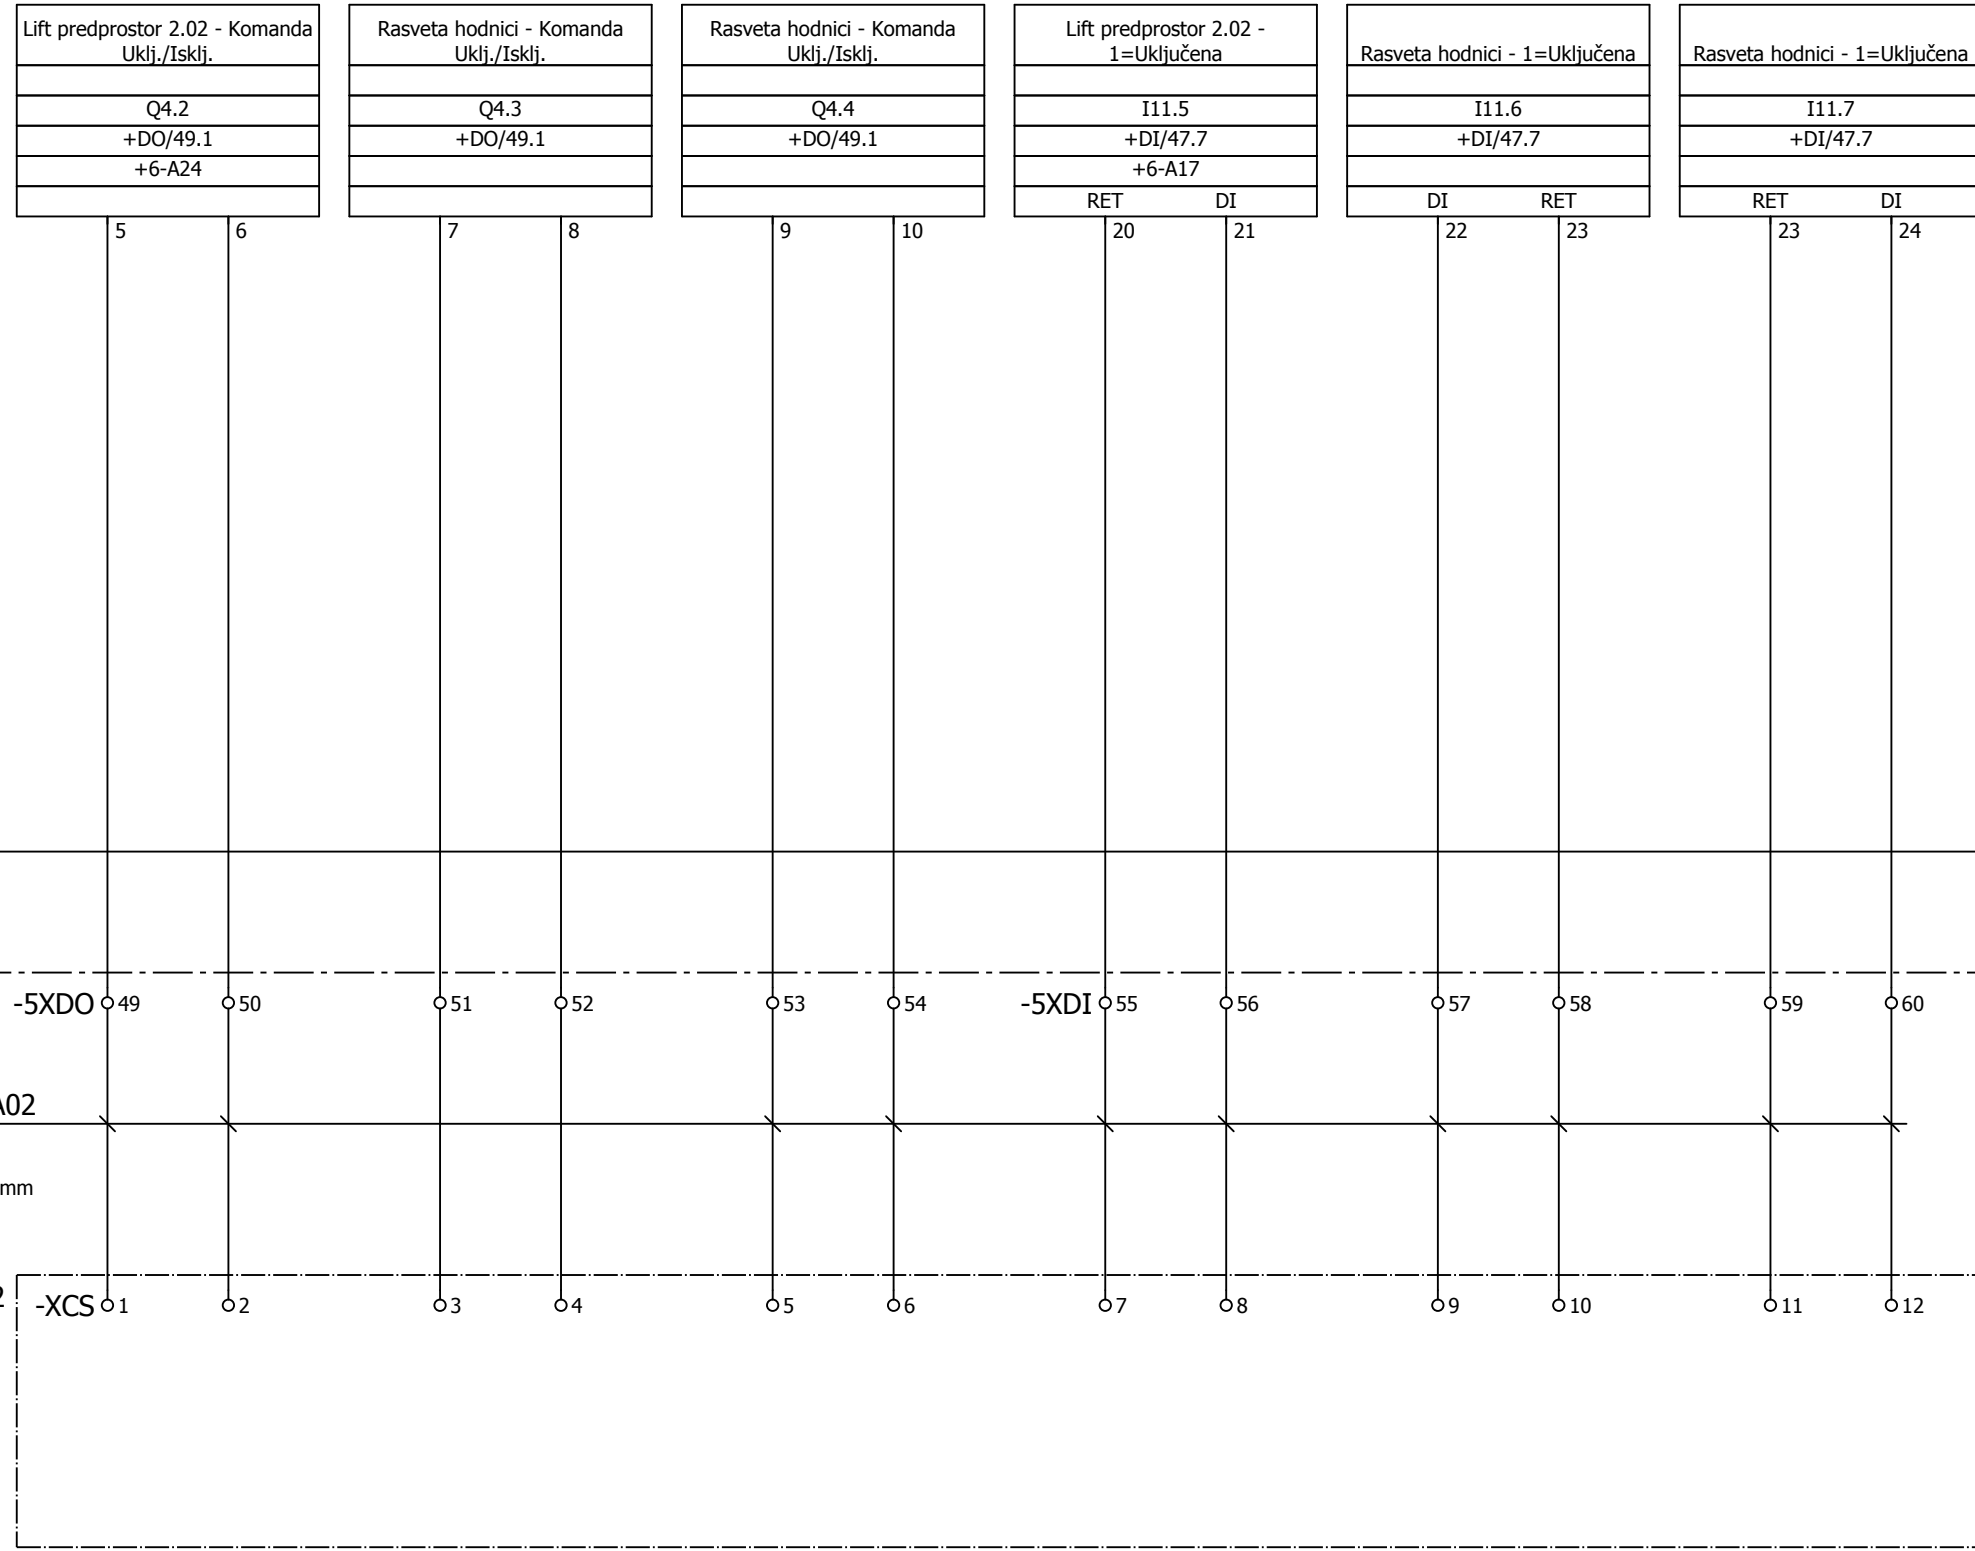 Lift predprostor 2.02 - Komanda
Uklj./Isklj.
Q4.2
+DO/49.1
+6-A24
5 6
Rasveta hodnici - Komanda
Uklj./Isklj.
Q4.3
+DO/49.1
7 8
Rasveta hodnici - Komanda
Uklj./Isklj.
Q4.4
+DO/49.1
9 10
Lift predprostor 2.02 -
1=Uključena
I11.5
+DI/47.7
+6-A17
RET DI
20 21
Rasveta hodnici - 1=Uključena
I11.6
+DI/47.7
DI RET
22 23
Rasveta hodnici - 1=Uključena
I11.7
+DI/47.7
RET DI
23 24
-5XDO 49 50 51 52 53 54 -5XDI 55 56 57 58 59 60
A02
mm
2 -XCS 1 2 3 4 5 6 7 8 9 10 11 12